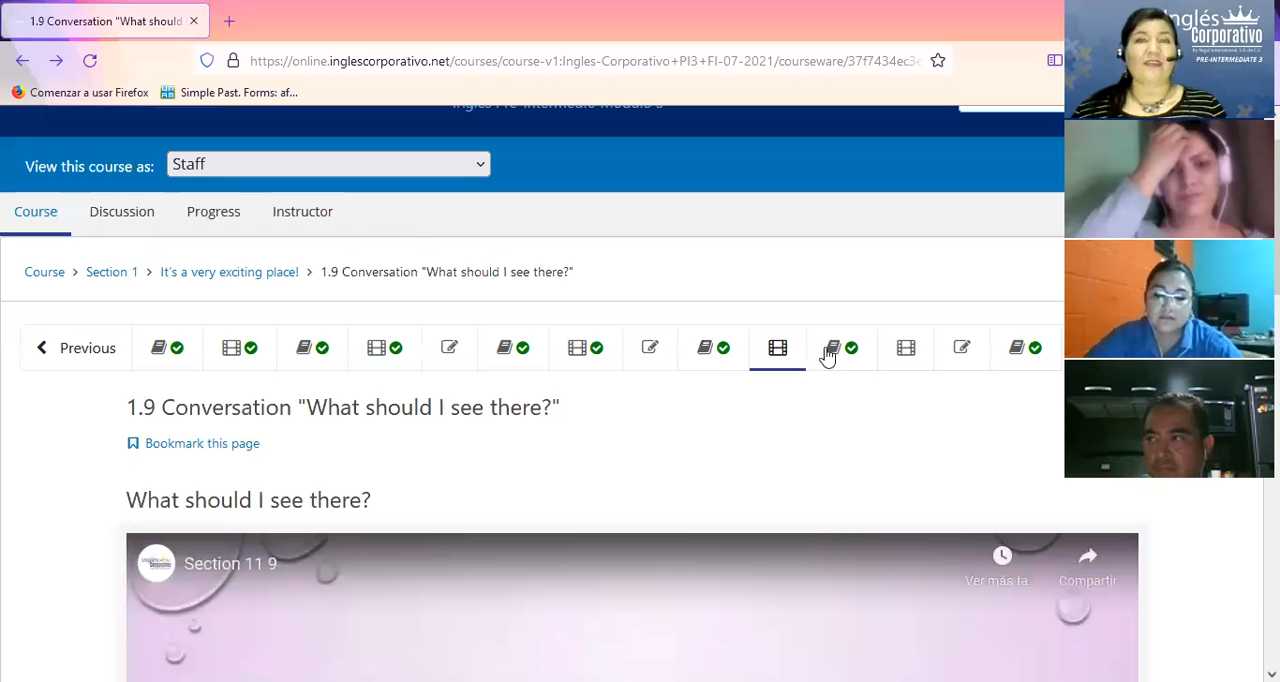 1.9 Conversation "What should
https://online.inglescorporativo.net/courses/course-v1:Ingles-Corporativo+PI3+FI-07-2021/courseware/37f7434ec3e
Comenzar a usar Firefox
Simple Past. Forms: af...
Inglés
Corporativo
PRE-INTERMEDIATE 3
View this course as:
Staff
Course
Discussion
Progress
Instructor
Course > Section 1 > It's a very exciting place! > 1.9 Conversation "What should I see there?"
Previous
1.9 Conversation "What should I see there?"
Bookmark this page
What should I see there?
Section 11 9
Ver más ta...
Compartir